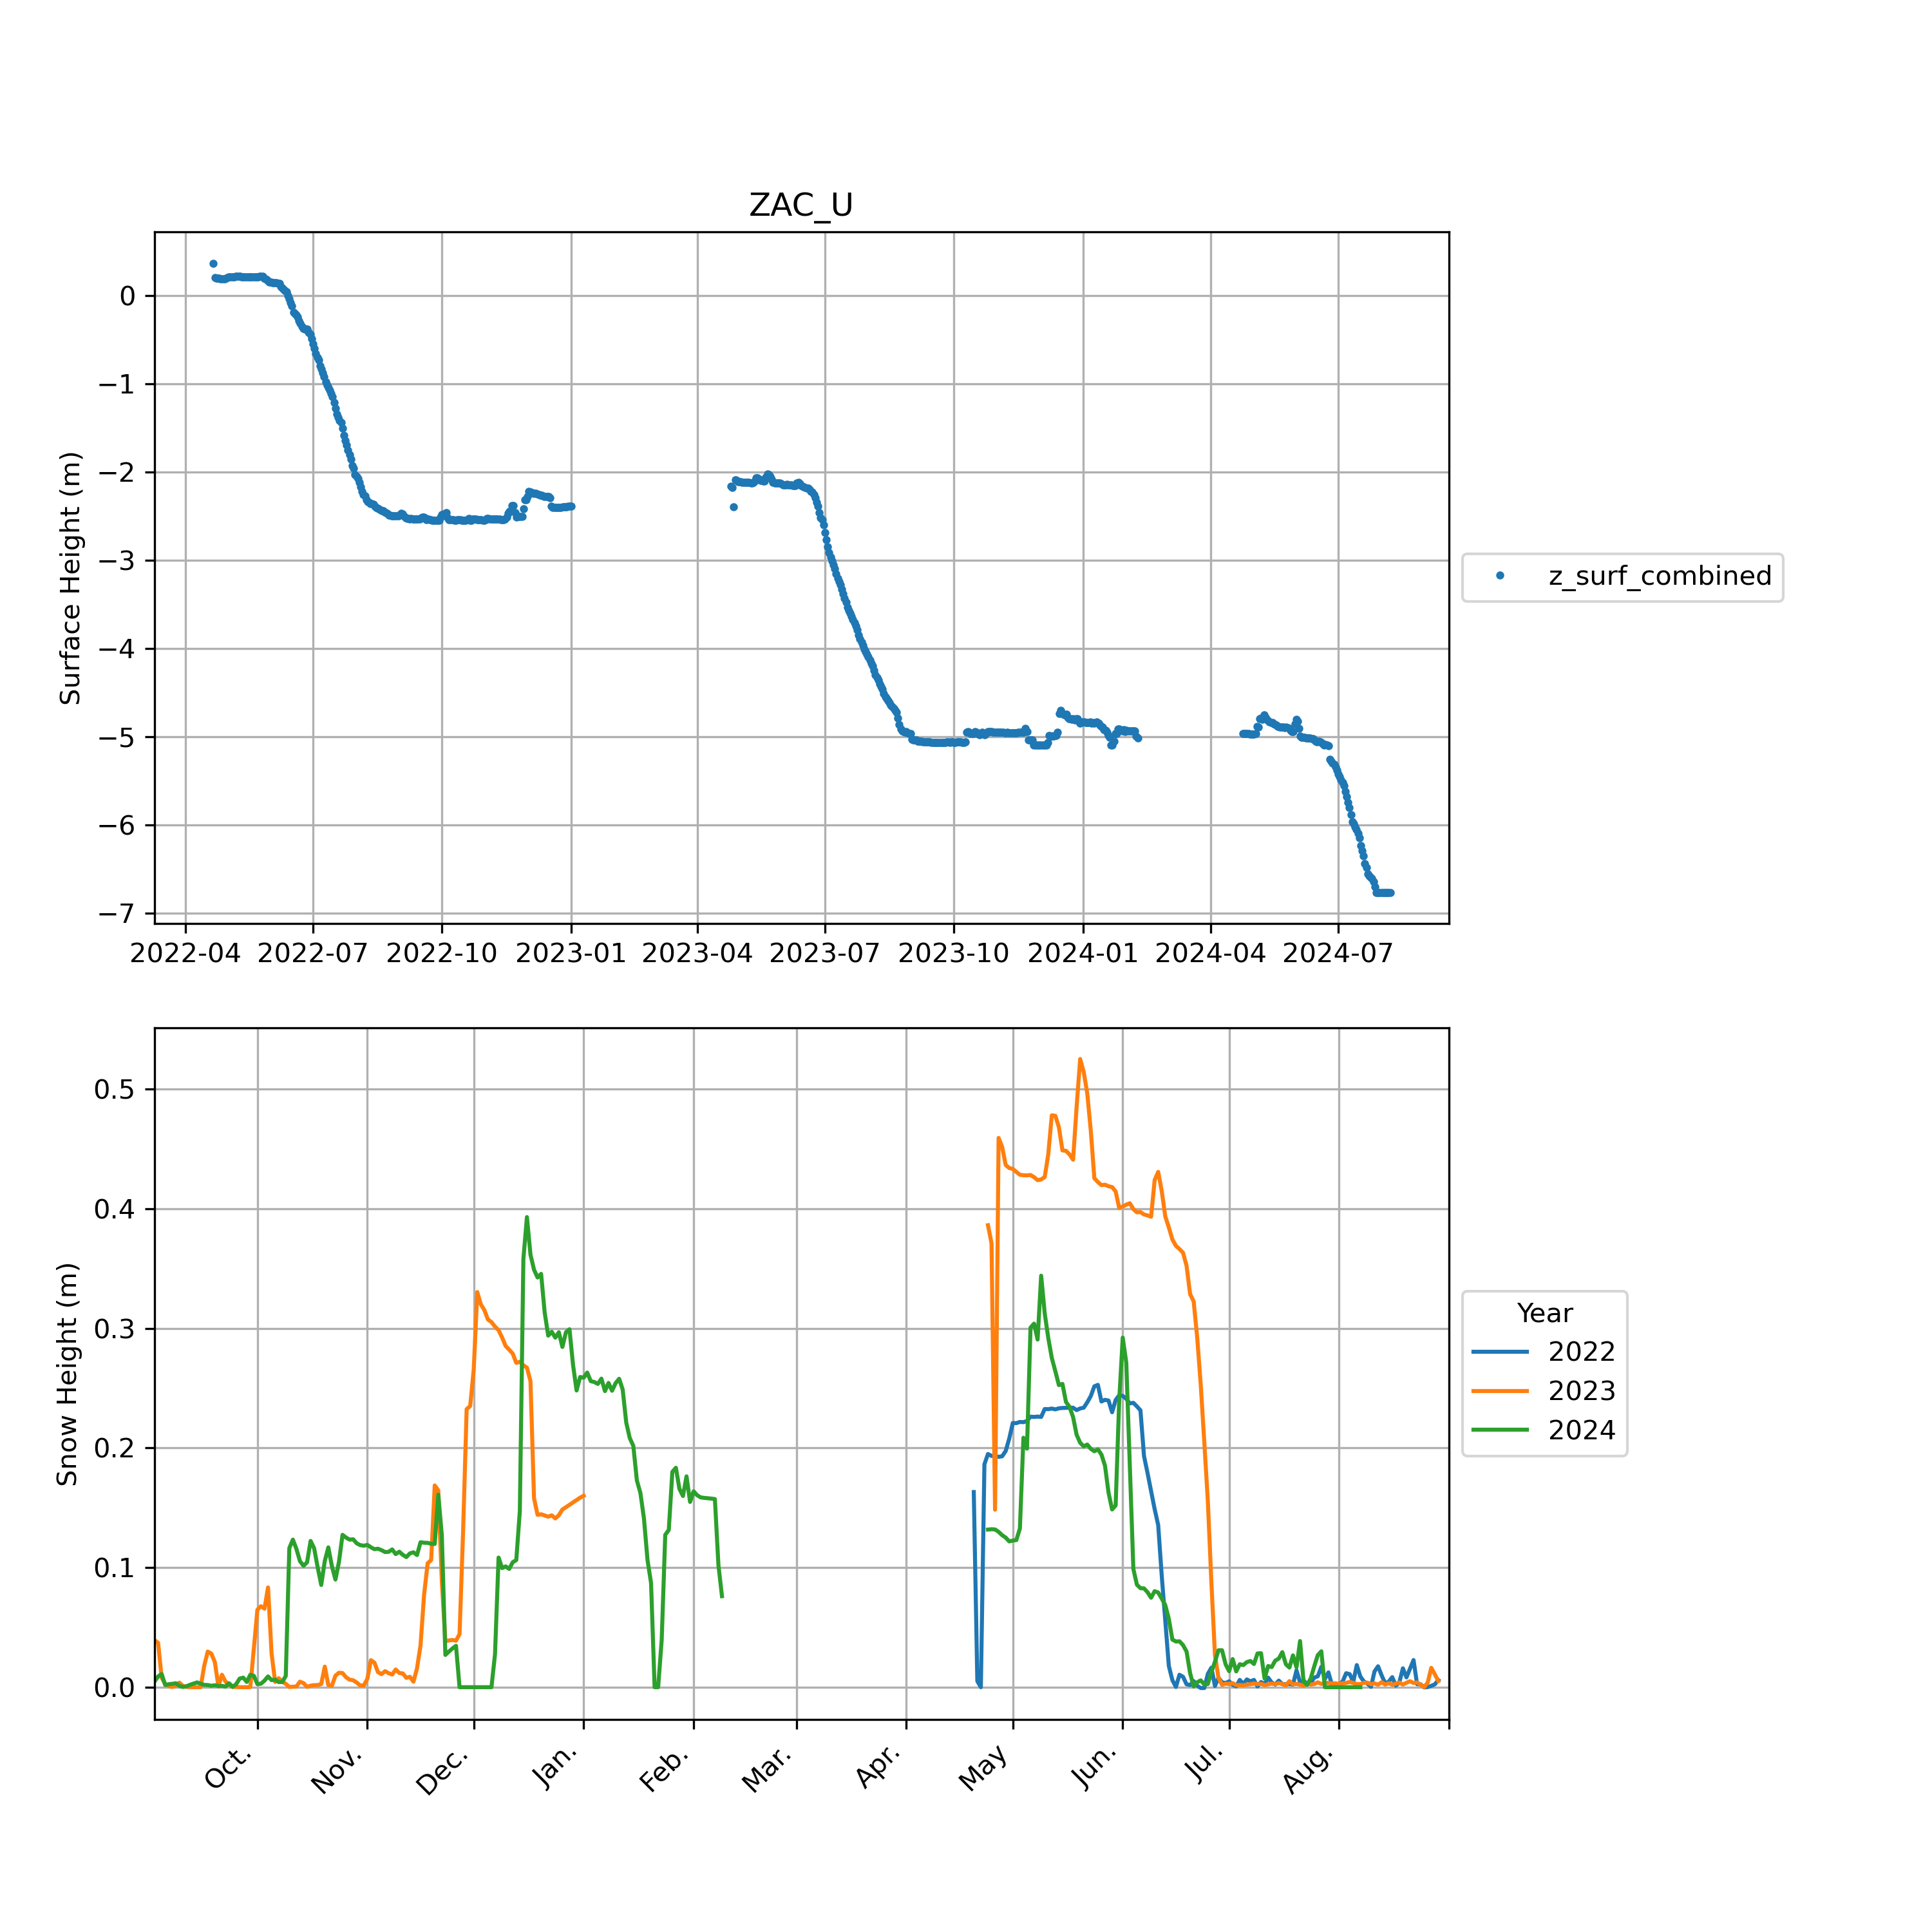 ZAC_U
Surface Height (m)
0
−1
−2
−3
−4
−5
−6
−7
2022-04 2022-07 2022-10 2023-01 2023-04 2023-07 2023-10 2024-01 2024-04 2024-07
z_surf_combined
Snow Height (m)
0.5
0.4
0.3
0.2
0.1
0.0
Oct. Nov. Dec. Jan. Feb. Mar. Apr. May Jun. Jul. Aug.
Year
2022
2023
2024